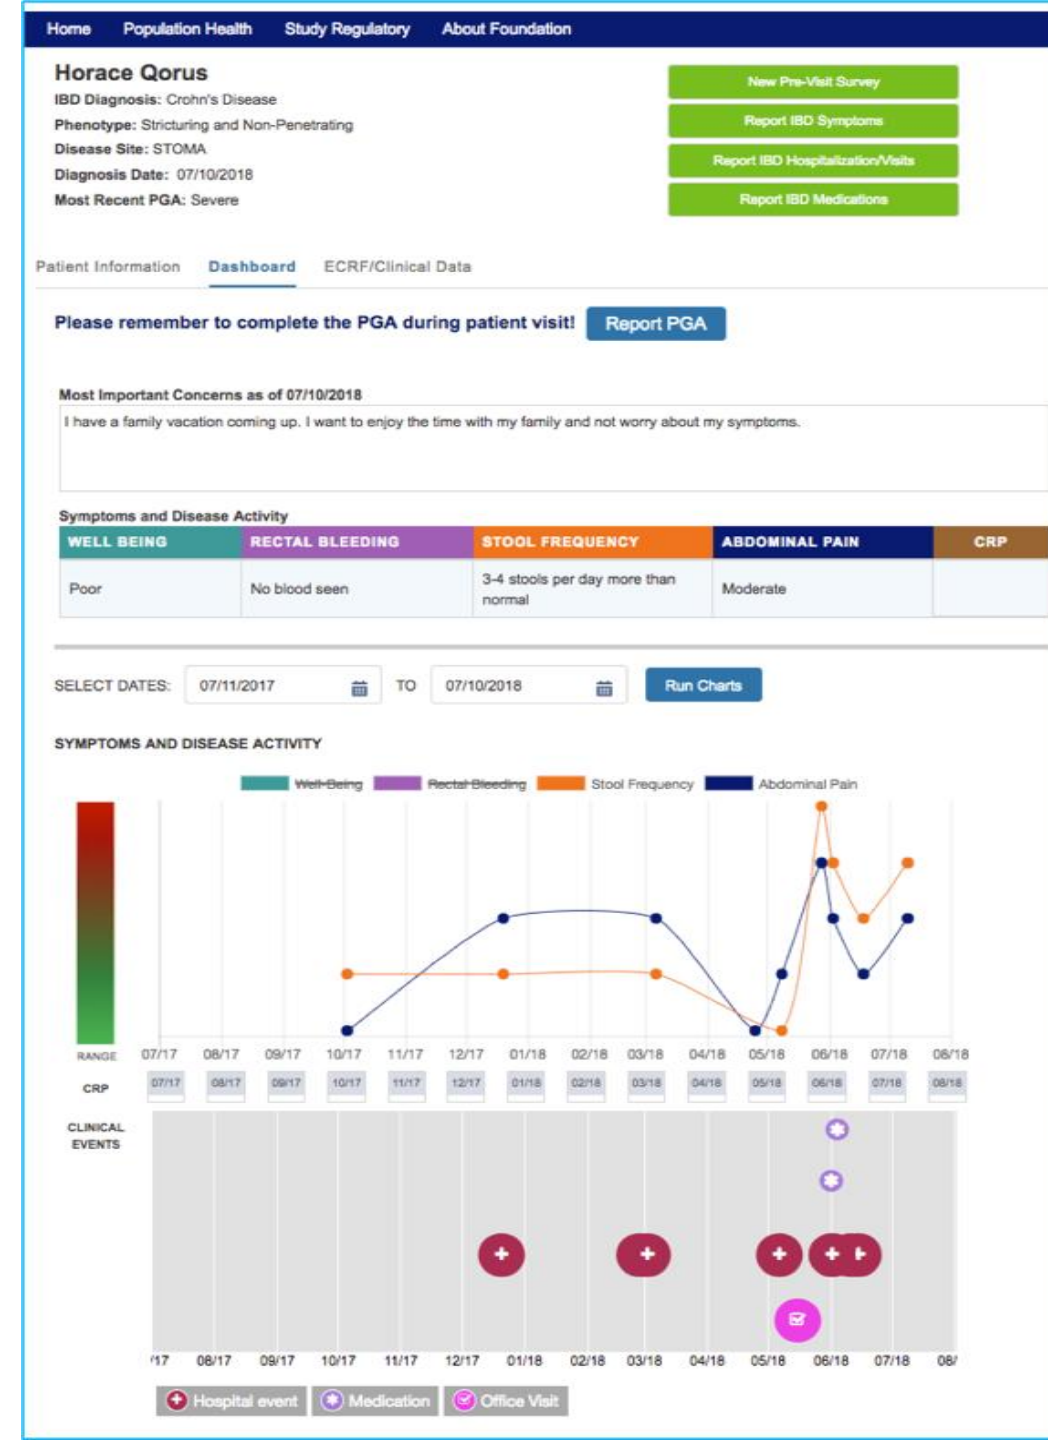 Home Population Health Study Regulatory About Foundation
Horace Qorus
IBD Diagnosis: Crohn's Disease
Phenotype: Stricturing and Non-Penetrating
Disease Site: STOMA
Diagnosis Date: 07/10/2018
Most Recent PGA: Severe
New Pre-Visit Survey
Report IBD Symptoms
Report IBD Hospitalization/Visits
Report IBD Medications
Patient Information Dashboard ECRF/Clinical Data
Please remember to complete the PGA during patient visit! Report PGA
Most Important Concerns as of 07/10/2018
I have a family vacation coming up. I want to enjoy the time with my family and not worry about my symptoms.
Symptoms and Disease Activity
WELL BEING RECTAL BLEEDING STOOL FREQUENCY ABDOMINAL PAIN CRP
Poor No blood seen 3-4 stools per day more than normal Moderate
SELECT DATES: 07/11/2017 TO 07/10/2018 Run Charts
SYMPTOMS AND DISEASE ACTIVITY
Well-Being Rectal Bleeding Stool Frequency Abdominal Pain
RANGE 07/17 08/17 09/17 10/17 11/17 12/17 01/18 02/18 03/18 04/18 05/18 06/18 07/18 08/18
CRP 07/17 08/17 09/17 10/17 11/17 12/17 01/18 02/18 03/18 04/18 05/18 06/18 07/18 08/18
CLINICAL
EVENTS
/17 08/17 09/17 10/17 11/17 12/17 01/18 02/18 03/18 04/18 05/18 06/18 07/18 08/
Hospital event Medication Office Visit